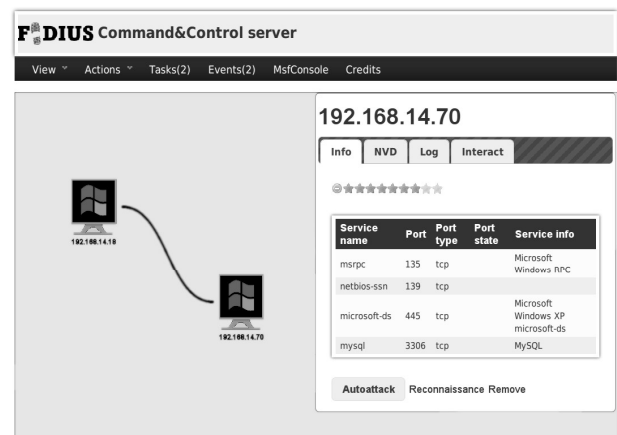 FIDIUS Command&Control server
View Actions Tasks(2) Events(2) MsfConsole Credits
192.168.14.18
192.168.14.70
192.168.14.70
Info NVD Log Interact
Service name Port Port type Port state Service info
msrpc 135 tcp Microsoft Windows RPC
netbios-ssn 139 tcp
microsoft-ds 445 tcp Microsoft Windows XP microsoft-ds
mysql 3306 tcp MySQL
Autoattack Reconnaissance Remove